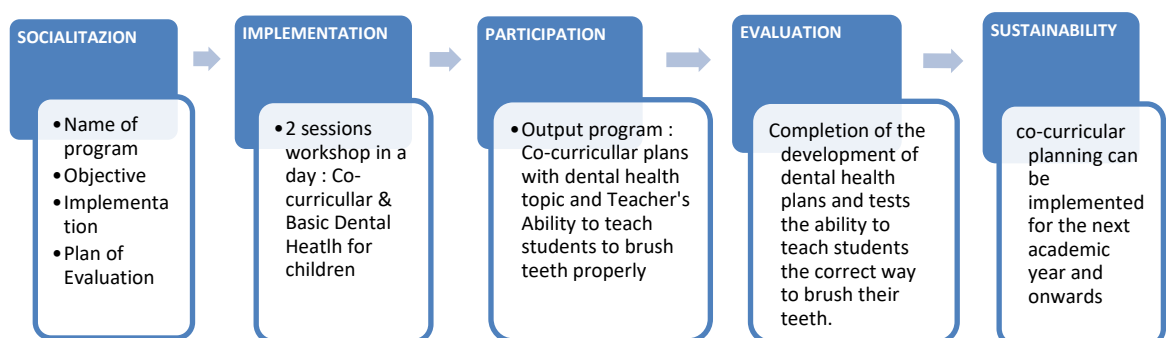 SOCIALITAZION
•Name of
program
•Objective
•Implementa
tion
•Plan of
Evaluation
IMPLEMENTATION
•2 sessions
workshop in a
day : Co-
curricullar &
Basic Dental
Heatlh for
children
PARTICIPATION
•Output program :
Co-curricullar plans
with dental health
topic and Teacher's
Ability to teach
students to brush
teeth properly
EVALUATION
Completion of the
development of
dental health
plans and tests
the ability to
teach students
the correct way
to brush their
teeth.
SUSTAINABILITY
co-curricular
planning can
be
implemented
for the next
academic
year and
onwards